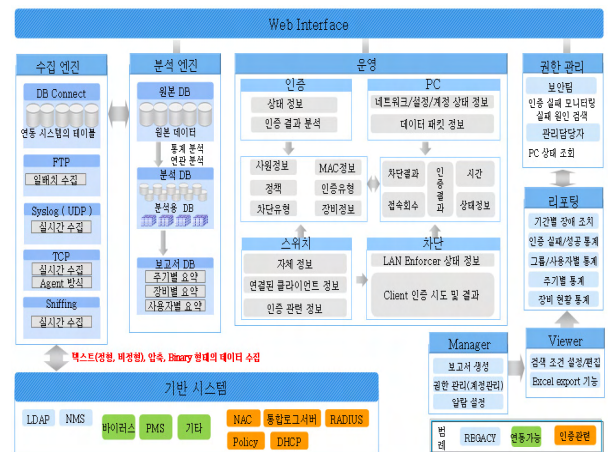 Web Interface
수집 엔진
DB Connect
연동 시스템의 테이블
FTP
일배치 수집
Syslog ( UDP )
실시간 수집
TCP
실시간 수집
Agent 방식
Sniffing
실시간 수집
분석 엔진
원본 DB
원본 데이터
통계 분석
연관 분석
분석 DB
분석용 DB
보고서 DB
주기별 요약
장비별 요약
사용자별 요약
운영
인증
상태 정보
인증 결과 분석
PC
네트워크/설정/계정 상태 정보
데이터 패킷 정보
사원정보
MAC정보
정책
인증유형
차단유형
장비정보
차단결과
인증결과
시간
접속회수
상태정보
스위치
자체 정보
연결된 클라이언트 정보
인증 관련 정보
차단
LAN Enforcer 상태 정보
Client 인증 시도 및 결과
권한 관리
보안팀
인증 실패 모니터링
실패 원인 검색
관리담당자
PC 상태 조회
리포팅
기간별 장애 조치
인증 실패/성공 통계
그룹/사용자별 통계
주기별 통계
장비 현황 통계
Manager
보고서 생성
권한 관리(계정관리)
알람 설정
Viewer
검색 조건 설정/편집
Excel export 기능
텍스트(정형, 비정형), 압축, Binary 형태의 데이터 수집
기반 시스템
LDAP
NMS
바이러스
PMS
기타
NAC
통합로그서버
RADIUS
Policy
DHCP
범례
REGACY
연동가능
인증관련